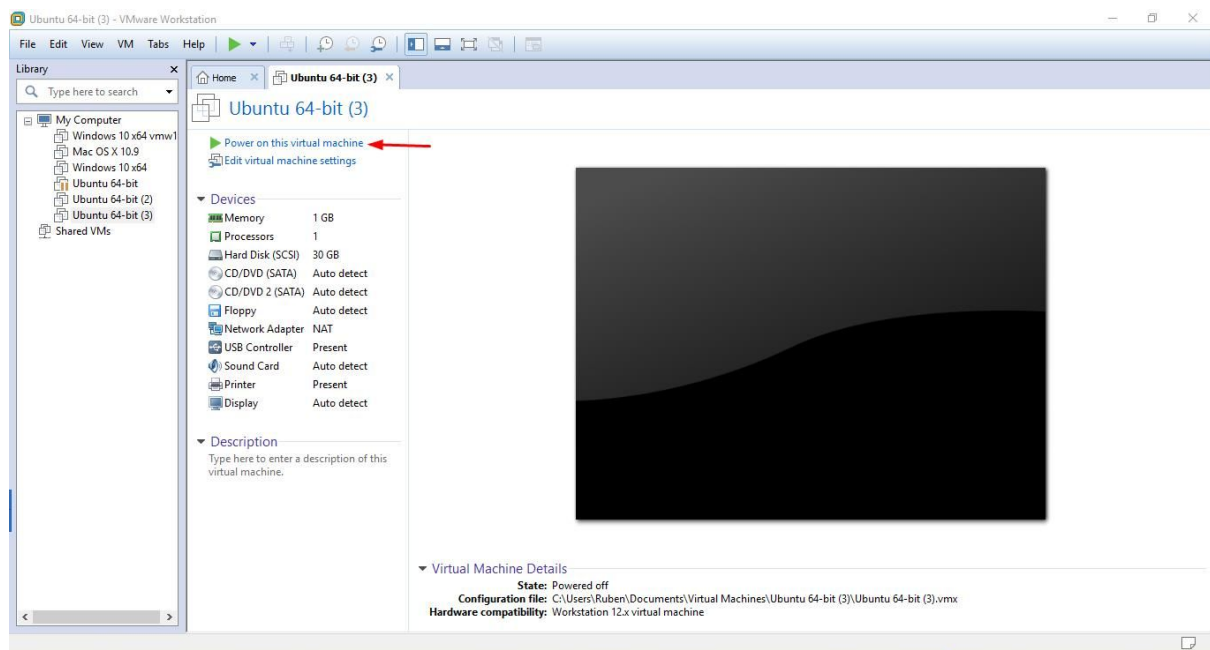 Ubuntu 64-bit (3) - VMware Workstation
File Edit View VM Tabs Help
Library
Type here to search
My Computer
Windows 10 x64 vmw1
Mac OS X 10.9
Windows 10 x64
Ubuntu 64-bit
Ubuntu 64-bit (2)
Ubuntu 64-bit (3)
Shared VMs
Home Ubuntu 64-bit (3)
Ubuntu 64-bit (3)
Power on this virtual machine
Edit virtual machine settings
Devices
Memory 1 GB
Processors 1
Hard Disk (SCSI) 30 GB
CD/DVD (SATA) Auto detect
CD/DVD 2 (SATA) Auto detect
Floppy Auto detect
Network Adapter NAT
USB Controller Present
Sound Card Auto detect
Printer Present
Display Auto detect
Description
Type here to enter a description of this
virtual machine.
Virtual Machine Details
State: Powered off
Configuration file: C:\Users\Ruben\Documents\Virtual Machines\Ubuntu 64-bit (3)\Ubuntu 64-bit (3).vmx
Hardware compatibility: Workstation 12.x virtual machine